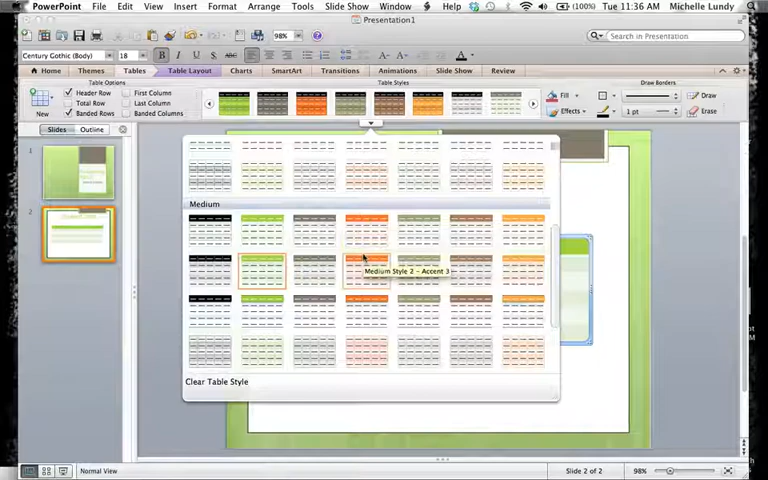 PowerPoint File Edit View Insert Format Arrange Tools Slide Show Window Help (100%) Tue 11:36 AM Michelle Lundy
Presentation1
98% Search in Presentation
Century Gothic (Body) 18 B I U S ABC A A A
Home Themes Tables Table Layout Charts SmartArt Transitions Animations Slide Show Review
Table Options Table Styles Draw Borders
New Header Row First Column Fill Draw
Total Row Last Column
Banded Rows Banded Columns Effects 1 pt Erase
Slides Outline
1
2
Medium
Medium Style 2 - Accent 3
Clear Table Style
Normal View Slide 2 of 2 98%